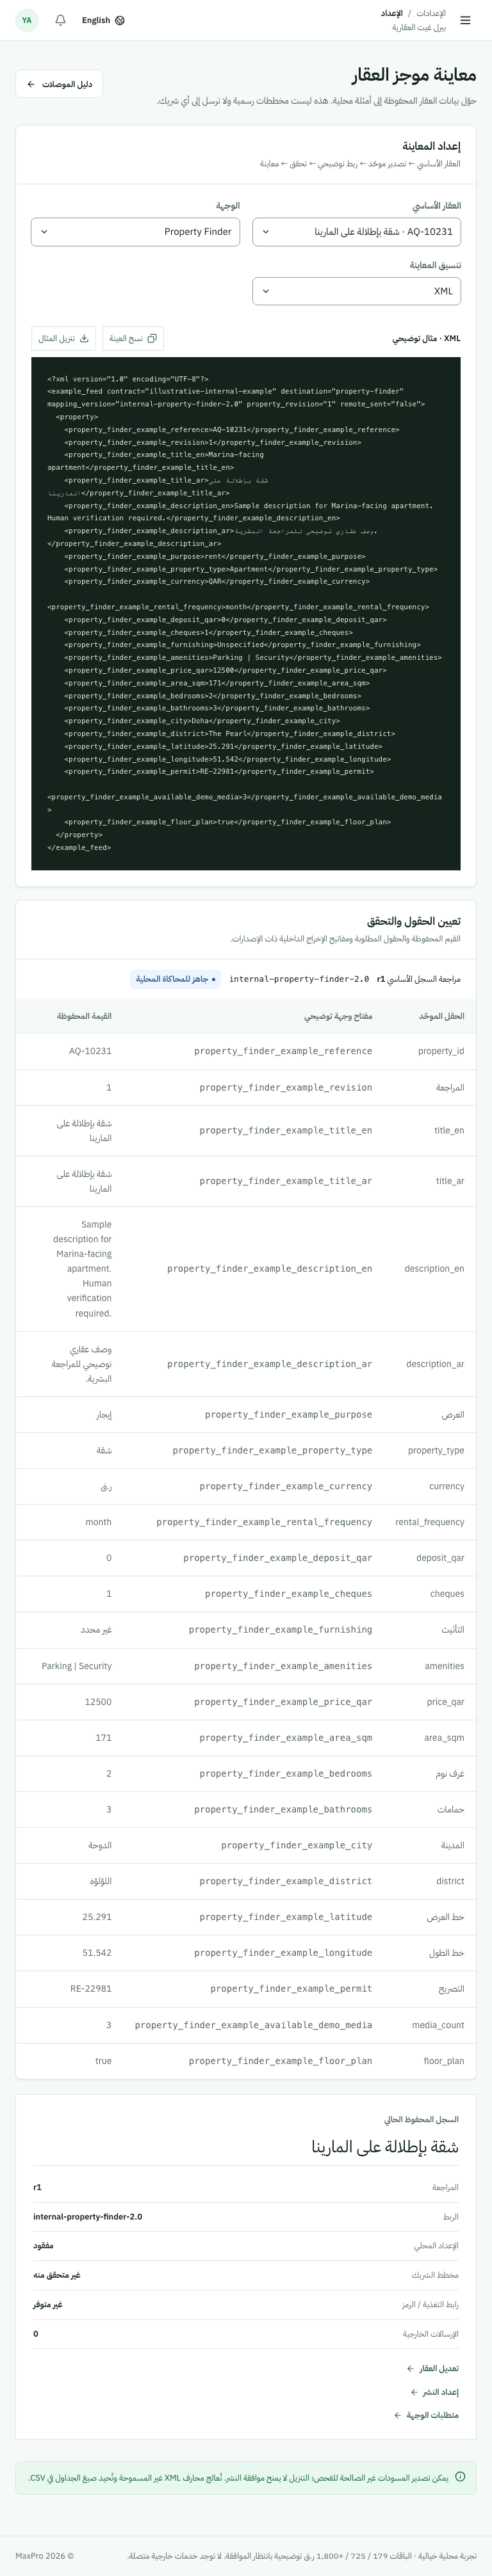 الإعدادات / الإعداد
بيرل غيت العقارية
English
YA
معاينة موجز العقار
حوّل بيانات العقار المحفوظة إلى أمثلة محلية. هذه ليست مخططات رسمية ولا نرسل إلى أي شريك.
دليل الموصلات
إعداد المعاينة
العقار الأساسي ← تصدير موحّد ← ربط توضيحي ← تحقق ← معاينة
العقار الأساسي
الوجهة
AQ-10231 · شقة بإطلالة على المارينا
Property Finder
تنسيق المعاينة
XML
XML · مثال توضيحي
نسخ العينة
تنزيل المثال
<?xml version="1.0" encoding="UTF-8"?>
<example_feed contract="illustrative-internal-example" destination="property-finder"
mapping_version="internal-property-finder-2.0" property_revision="1" remote_sent="false">
<property>
<property_finder_example_reference>AQ-10231</property_finder_example_reference>
<property_finder_example_revision>1</property_finder_example_revision>
<property_finder_example_title_en>Marina-facing
apartment</property_finder_example_title_en>
<property_finder_example_title_ar>شقة بإطلالة على
المارينا</property_finder_example_title_ar>
<property_finder_example_description_en>Sample description for Marina-facing apartment.
Human verification required.</property_finder_example_description_en>
<property_finder_example_description_ar>وصف عقاري توضيحي للمراجعة البشرية.
</property_finder_example_description_ar>
<property_finder_example_purpose>rent</property_finder_example_purpose>
<property_finder_example_property_type>Apartment</property_finder_example_property_type>
<property_finder_example_currency>QAR</property_finder_example_currency>
<property_finder_example_rental_frequency>month</property_finder_example_rental_frequency>
<property_finder_example_deposit_qar>0</property_finder_example_deposit_qar>
<property_finder_example_cheques>1</property_finder_example_cheques>
<property_finder_example_furnishing>Unspecified</property_finder_example_furnishing>
<property_finder_example_amenities>Parking | Security</property_finder_example_amenities>
<property_finder_example_price_qar>12500</property_finder_example_price_qar>
<property_finder_example_area_sqm>171</property_finder_example_area_sqm>
<property_finder_example_bedrooms>2</property_finder_example_bedrooms>
<property_finder_example_bathrooms>3</property_finder_example_bathrooms>
<property_finder_example_city>Doha</property_finder_example_city>
<property_finder_example_district>The Pearl</property_finder_example_district>
<property_finder_example_latitude>25.291</property_finder_example_latitude>
<property_finder_example_longitude>51.542</property_finder_example_longitude>
<property_finder_example_permit>RE-22981</property_finder_example_permit>
<property_finder_example_available_demo_media>3</property_finder_example_available_demo_media
>
<property_finder_example_floor_plan>true</property_finder_example_floor_plan>
</property>
</example_feed>
تعيين الحقول والتحقق
القيم المحفوظة والحقول المطلوبة ومفاتيح الإخراج الداخلية ذات الإصدارات.
مراجعة السجل الأساسي r1 internal-property-finder-2.0 جاهز للمحاكاة المحلية
الحقل الموحّد مفتاح وجهة توضيحي القيمة المحفوظة
property_id property_finder_example_reference AQ-10231
المراجعة property_finder_example_revision 1
title_en property_finder_example_title_en شقة بإطلالة على
المارينا
title_ar property_finder_example_title_ar شقة بإطلالة على
المارينا
description_en property_finder_example_description_en Sample
description for
Marina-facing
apartment.
Human
verification
required.
description_ar property_finder_example_description_ar وصف عقاري
توضيحي للمراجعة
البشرية.
الغرض property_finder_example_purpose إيجار
property_type property_finder_example_property_type شقة
currency property_finder_example_currency ر.ق
rental_frequency property_finder_example_rental_frequency month
deposit_qar property_finder_example_deposit_qar 0
cheques property_finder_example_cheques 1
التأثيث property_finder_example_furnishing غير محدد
amenities property_finder_example_amenities Parking | Security
price_qar property_finder_example_price_qar 12500
area_sqm property_finder_example_area_sqm 171
غرف نوم property_finder_example_bedrooms 2
حمامات property_finder_example_bathrooms 3
المدينة property_finder_example_city الدوحة
district property_finder_example_district اللؤلؤة
خط العرض property_finder_example_latitude 25.291
خط الطول property_finder_example_longitude 51.542
التصريح property_finder_example_permit RE-22981
media_count property_finder_example_available_demo_media 3
floor_plan property_finder_example_floor_plan true
السجل المحفوظ الحالي
شقة بإطلالة على المارينا
المراجعة r1
الربط internal-property-finder-2.0
الإعداد المحلي مفقود
مخطط الشريك غير متحقق منه
رابط التغذية / الرمز غير متوفر
الإرسالات الخارجية 0
تعديل العقار
إعداد النشر
متطلبات الوجهة
يمكن تصدير المسودات غير الصالحة للفحص؛ التنزيل لا يمنح موافقة النشر. تُعالج محارف XML غير المسموحة وتُحيد صيغ الجداول في CSV.
تجربة محلية خيالية · الباقات 179 / 725 / +1,800 ر.ق توضيحية بانتظار الموافقة. لا توجد خدمات خارجية متصلة.
© 2026 MaxPro